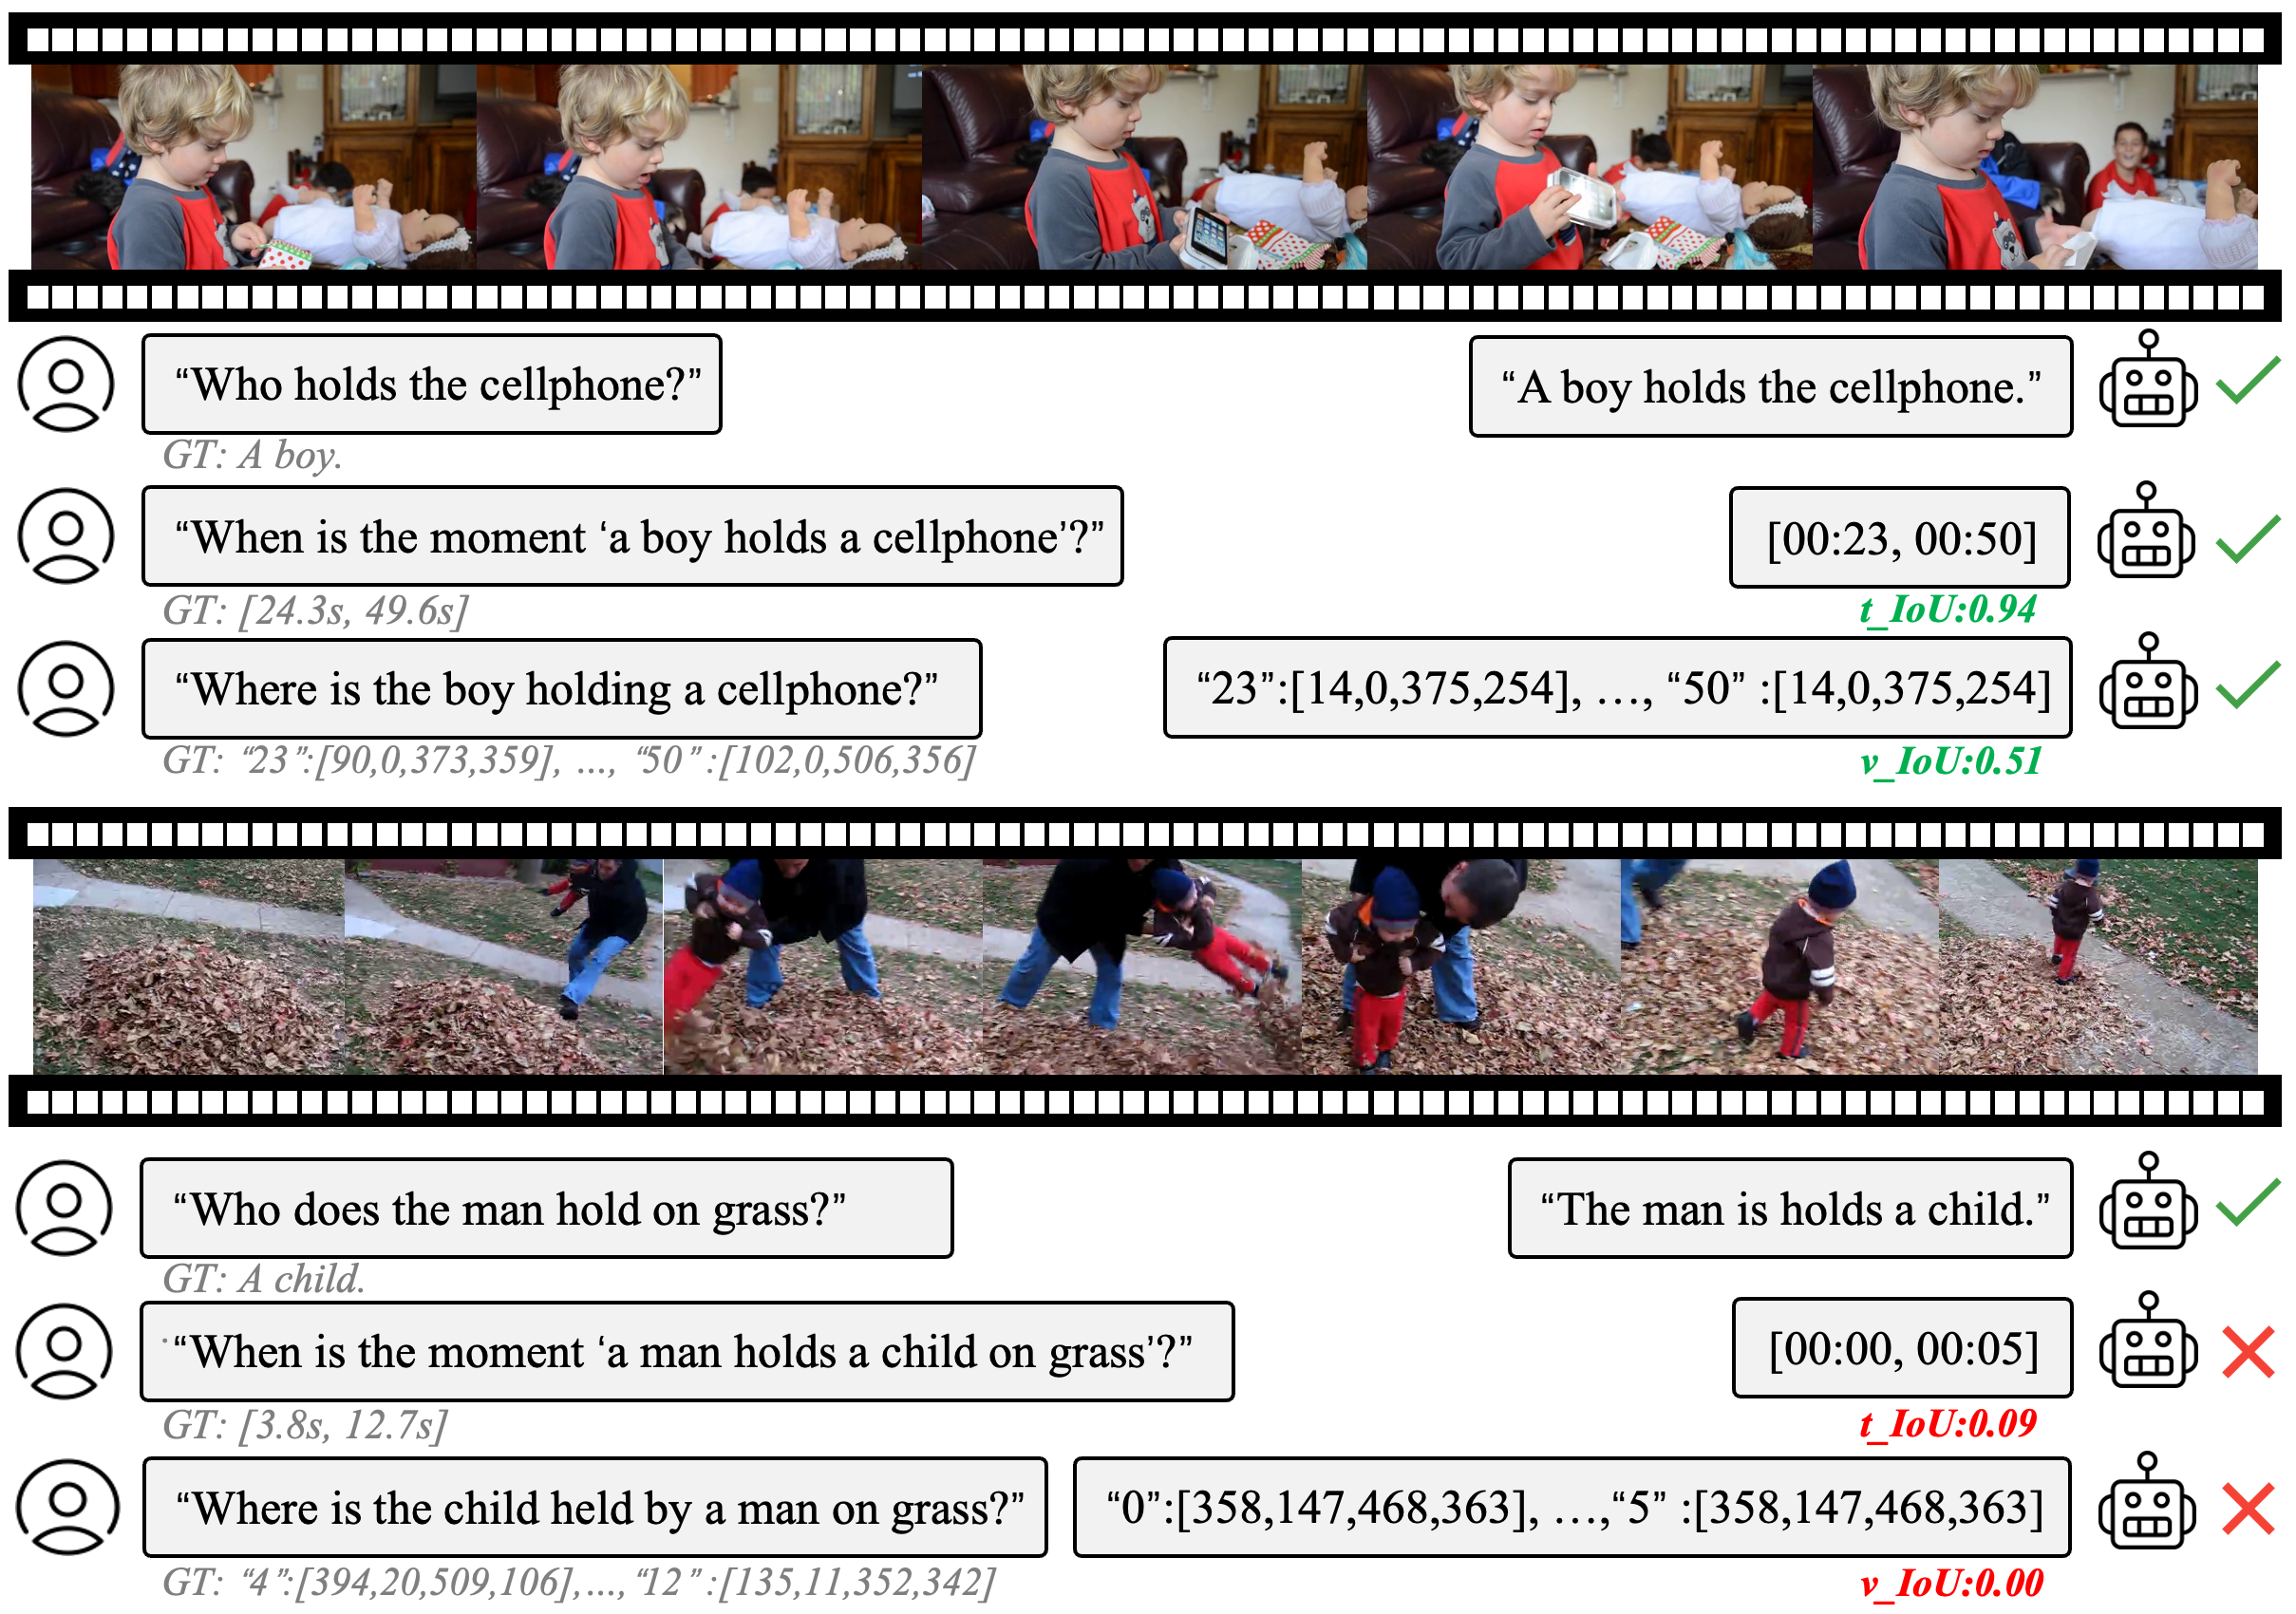 “Who holds the cellphone?”
“A boy holds the cellphone.”
GT: A boy.
“When is the moment ‘a boy holds a cellphone’?”
[00:23, 00:50]
GT: [24.3s, 49.6s]
t_IoU:0.94
“Where is the boy holding a cellphone?”
“23”:[14,0,375,254], …, “50” :[14,0,375,254]
GT: “23”:[90,0,373,359], …, “50” :[102,0,506,356]
v_IoU:0.51
“Who does the man hold on grass?”
“The man is holds a child.”
GT: A child.
“When is the moment ‘a man holds a child on grass’?”
[00:00, 00:05]
GT: [3.8s, 12.7s]
t_IoU:0.09
“Where is the child held by a man on grass?”
“0”:[358,147,468,363], …,“5” :[358,147,468,363]
GT: “4”:[394,20,509,106],…, “12” :[135,11,352,342]
v_IoU:0.00